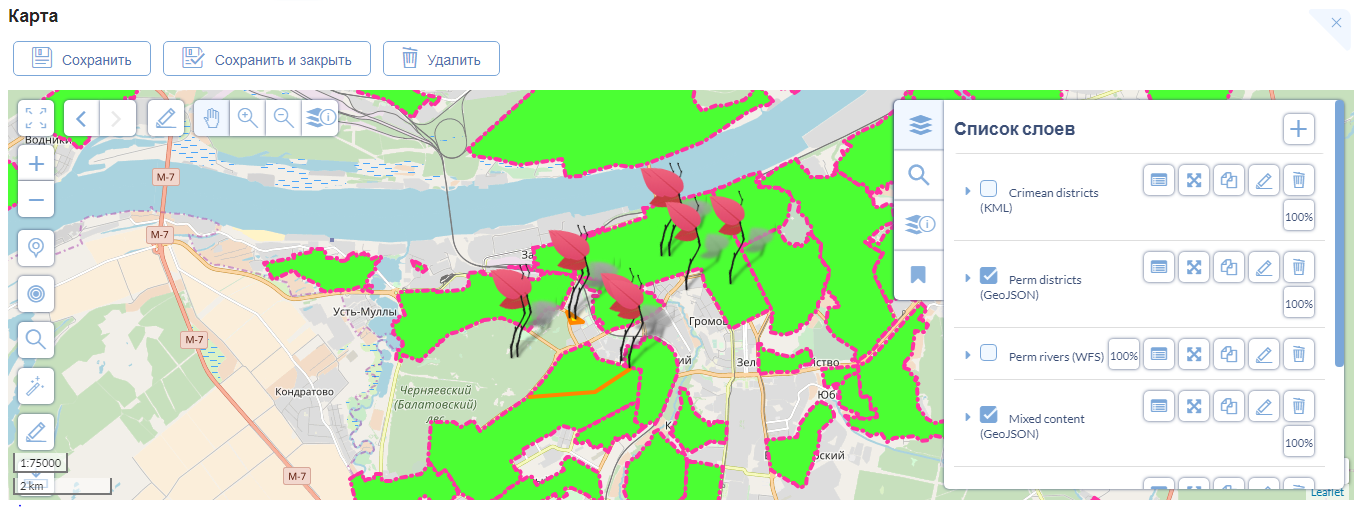 Карта
Сохранить
Сохранить и закрыть
Удалить
Водники
М-7
М-7
М-7
М-7
За
Усть-Муллы
Громов
ский
Зел
йство
Кондратово
Черняевский
(Балатовский)
лес
Юб
К
рский
1:75000
2 km
Список слоев
Crimean districts
(KML)
100%
Perm districts
(GeoJSON)
100%
Perm rivers (WFS)
100%
Mixed content
(GeoJSON)
100%
Leaflet